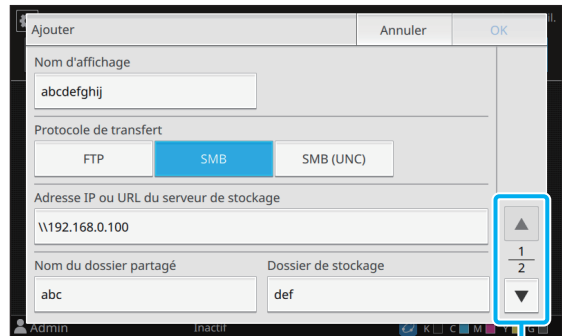 il.
Ajouter Annuler OK
Nom d'affichage
abcdefghij
Protocole de transfert
FTP SMB SMB (UNC)
Adresse IP ou URL du serveur de stockage
\\192.168.0.100
1
2
Nom du dossier partagé Dossier de stockage
abc def
Admin Inactif K C M Y G